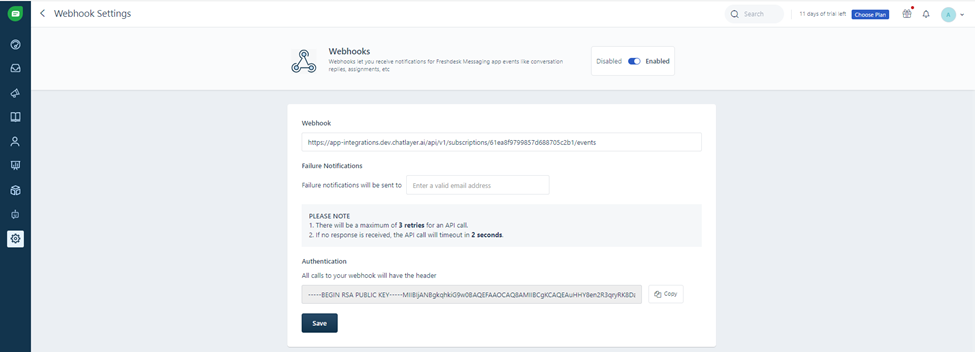 Webhook Settings
Search
11 days of trial left
Choose Plan
Webhooks
Webhooks let you receive notifications for Freshdesk Messaging app events like conversation
replies, assignments, etc
Disabled
Enabled
Webhook
https://app-integrations.dev.chatlayer.ai/api/v1/subscriptions/61ea8f9799857d688705c2b1/events
Failure Notifications
Failure notifications will be sent to
Enter a valid email address
PLEASE NOTE
1. There will be a maximum of 3 retries for an API call.
2. If no response is received, the API call will timeout in 2 seconds.
Authentication
All calls to your webhook will have the header
-----BEGIN RSA PUBLIC KEY-----MIIBIjANBgkqhkiG9w0BAQEFAAOCAQ8AMIIBCgKCAQEAuHHY8en2R3qryRK8D
Copy
Save